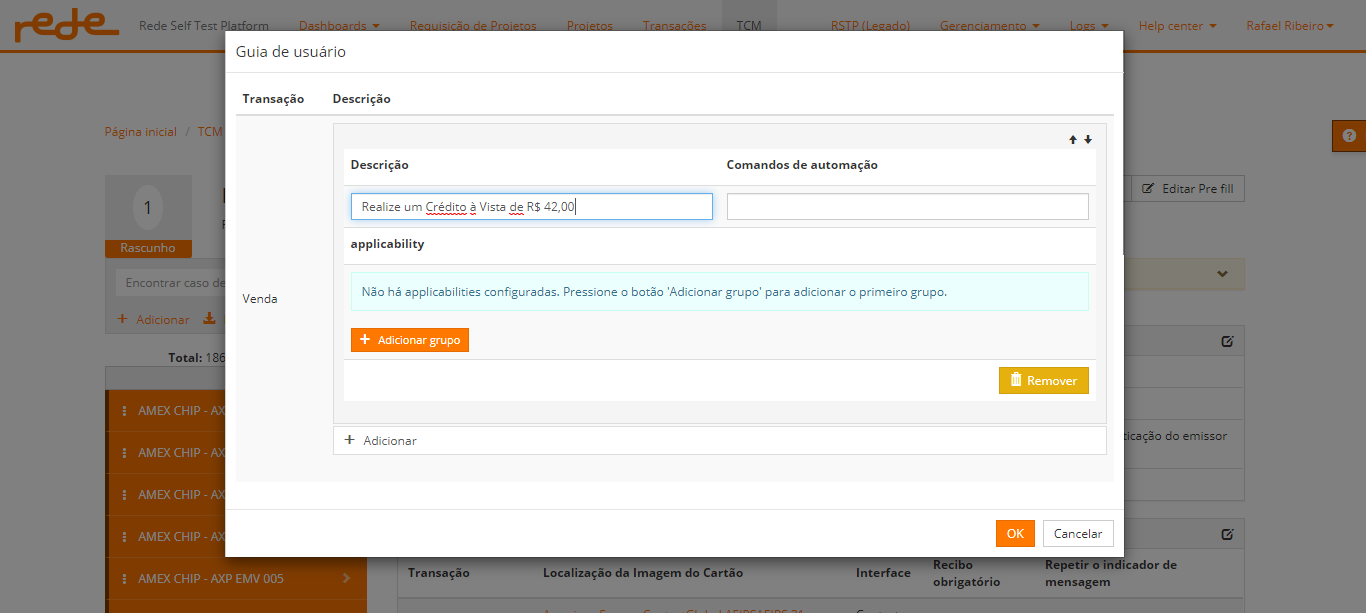 rede Rede Self Test Platform Dashboards Requisição de Projetos Projetos Transações TCM RSTP (Legado) Gerenciamento Logs Help center Rafael Ribeiro
Guia de usuário
Transação Descrição
Página inicial / TCM
Descrição Comandos de automação
1
Editar Pre fill
Realize um Crédito à Vista de R$ 42,00
Rascunho
applicability
Encontrar caso de
Não há applicabilities configuradas. Pressione o botão 'Adicionar grupo' para adicionar o primeiro grupo.
Venda
+ Adicionar
+ Adicionar grupo
Total: 186
Remover
AMEX CHIP - AXP
+ Adicionar
ticação do emissor
AMEX CHIP - AXP
AMEX CHIP - AXP
AMEX CHIP - AXP
OK Cancelar
AMEX CHIP - AXP EMV 005
Transação Localização da Imagem do Cartão Interface Recibo obrigatório Repetir o indicador de mensagem